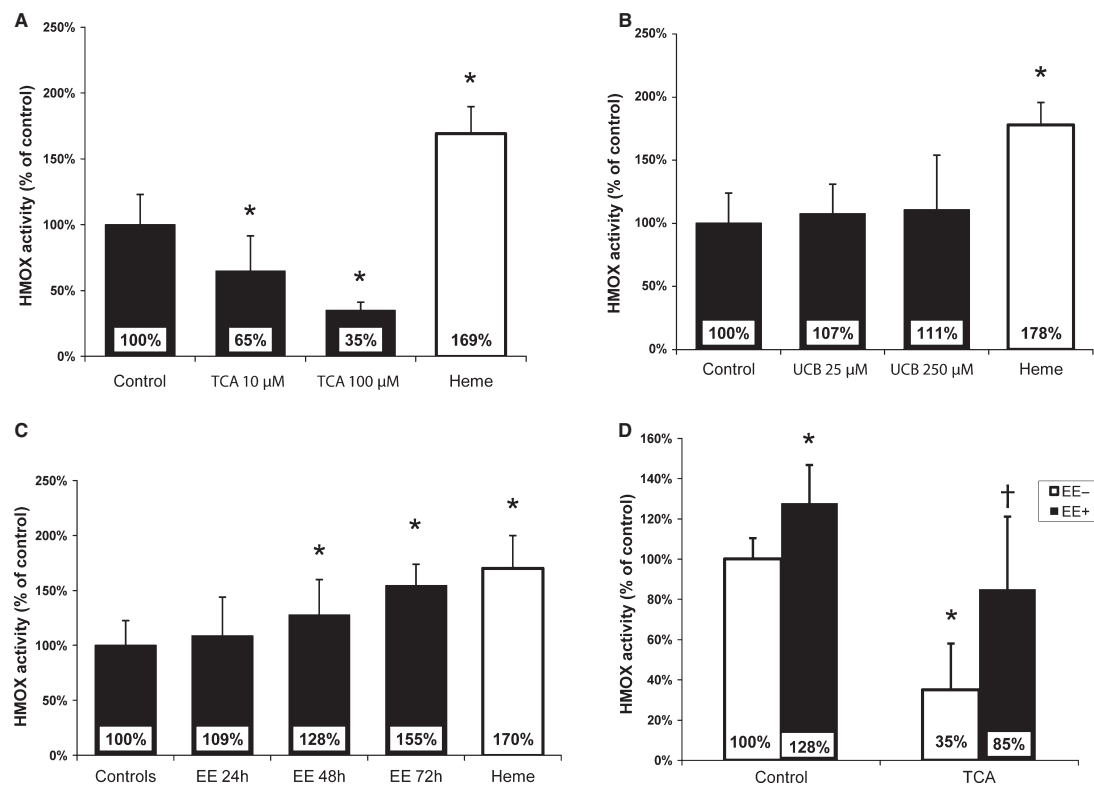 A
HMOX activity (% of control)
250%
200%
150%
100%
50%
0%
*
*
*
100%
65%
35%
169%
Control
TCA 10 µM
TCA 100 µM
Heme
B
HMOX activity (% of control)
250%
200%
150%
100%
50%
0%
*
100%
107%
111%
178%
Control
UCB 25 µM
UCB 250 µM
Heme
C
HMOX activity (% of control)
250%
200%
150%
100%
50%
0%
*
*
*
100%
109%
128%
155%
170%
Controls
EE 24h
EE 48h
EE 72h
Heme
D
HMOX activity (% of control)
160%
140%
120%
100%
80%
60%
40%
20%
0%
*
*
†
EE–
EE+
100%
128%
35%
85%
Control
TCA